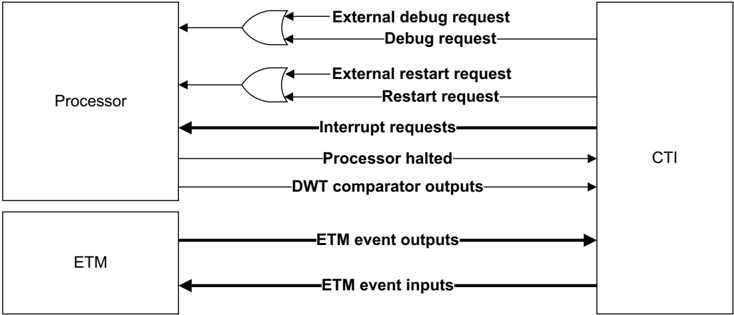 External debug request
Debug request
Processor
External restart request
Restart request
Interrupt requests
Processor halted
CTI
DWT comparator outputs
ETM event outputs
ETM
ETM event inputs